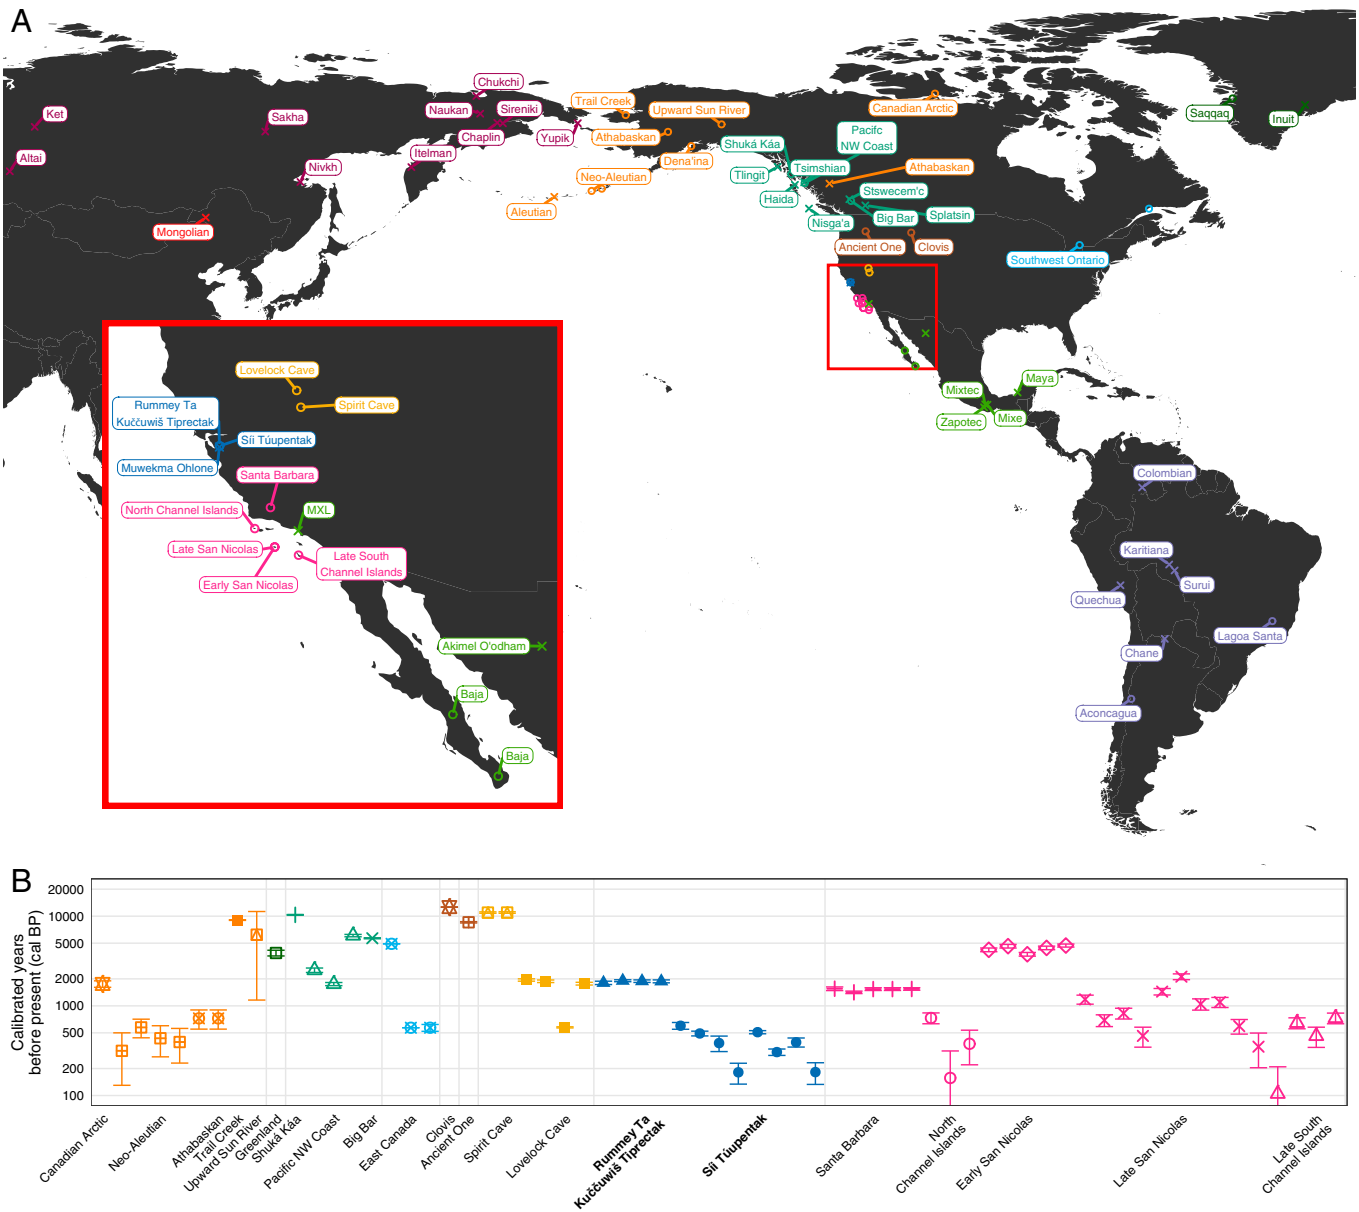 A
Chukchi
Ket
Sakha
Naukan
Sireniki
Chaplin
Yupik
Trail Creek
Upward Sun River
Canadian Arctic
Saqqaq
Inuit
Altai
Nivkh
Itelman
Athabaskan
Dena'ina
Shuká Káa
Pacifc
NW Coast
Tlingit
Tsimshian
Athabaskan
Neo-Aleutian
Aleutian
Haida
Stswecem'c
Big Bar
Splatsin
Nisga'a
Mongolian
Ancient One
Clovis
Southwest Ontario
Lovelock Cave
Spirit Cave
Rummey Ta
Kuččuwiš Tiprectak
Síi Túupentak
Muwekma Ohlone
Santa Barbara
North Channel Islands
MXL
Late San Nicolas
Late South
Channel Islands
Early San Nicolas
Akimel O'odham
Baja
Baja
Maya
Mixtec
Zapotec
Mixe
Colombian
Karitiana
Surui
Quechua
Lagoa Santa
Chane
Aconcagua
B
Calibrated years
before present (cal BP)
20000
10000
5000
2000
1000
500
200
100
Canadian Arctic
Neo-Aleutian
Athabaskan
Trail Creek
Upward Sun River
Greenland
Shuká Káa
Pacific NW Coast
Big Bar
East Canada
Clovis
Ancient One
Spirit Cave
Lovelock Cave
Rummey Ta
Kuččuwiš Tiprectak
Síi Túupentak
Santa Barbara
North
Channel Islands
Early San Nicolas
Late San Nicolas
Late South
Channel Islands